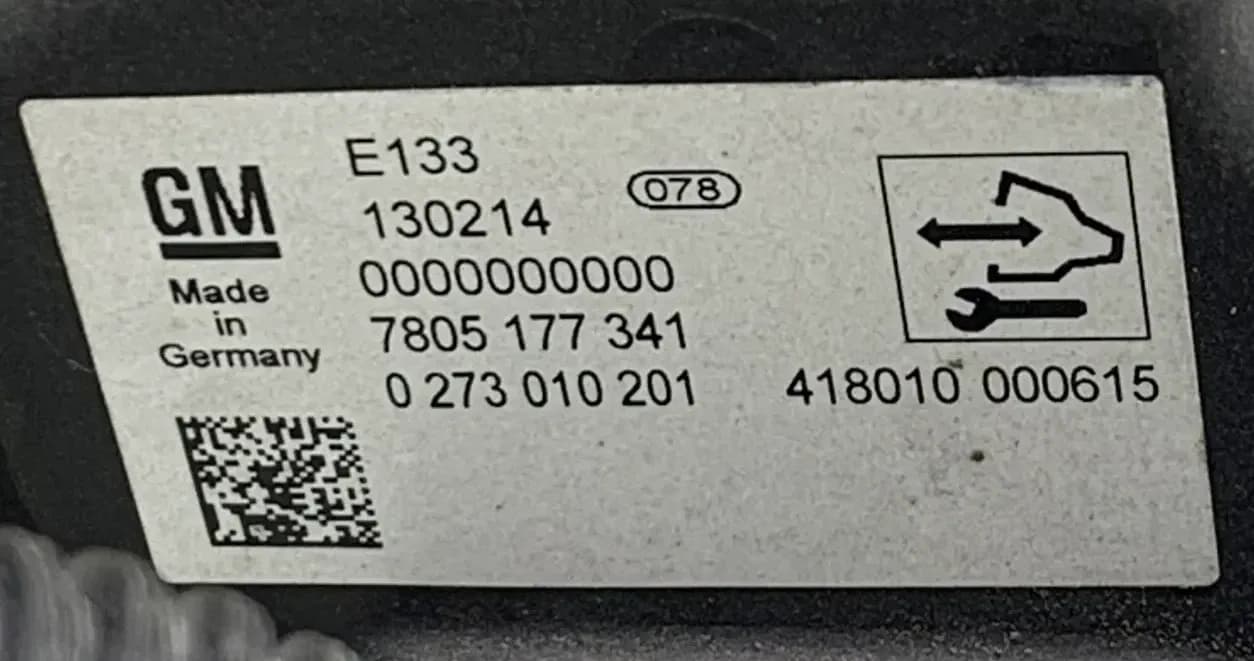 GM
Made
in
Germany
E133
130214
078
0000000000
7805 177 341
0 273 010 201
418010 000615